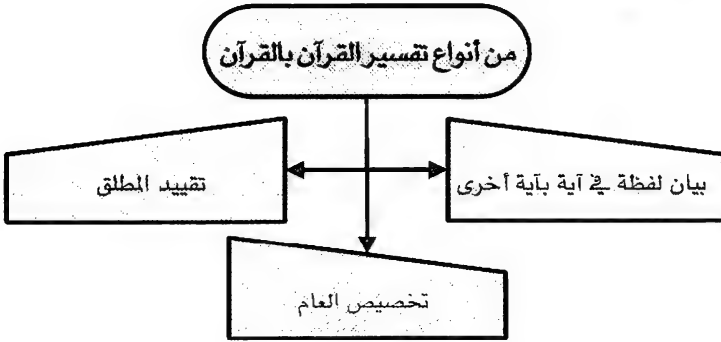 من أنواع تفسير القرآن بالقرآن
بيان لفظة في آية بآية أخرى
تقييد المطلق
تخصيص العام